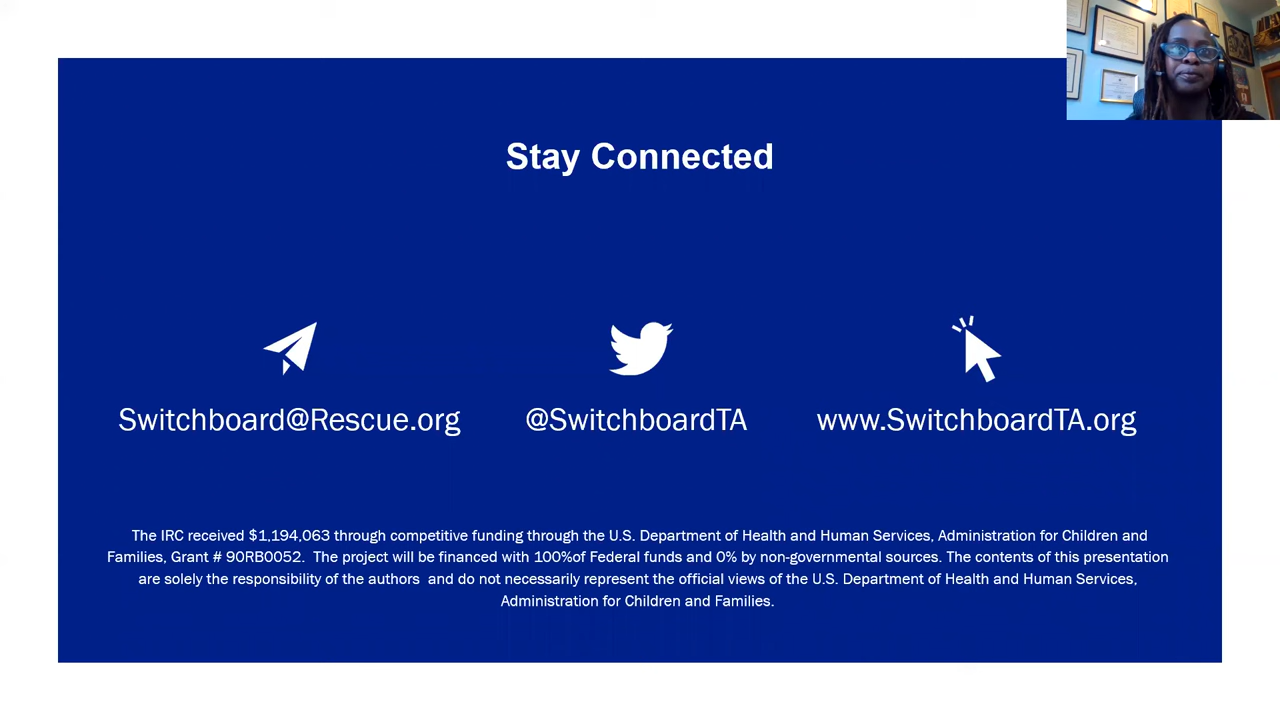 Stay Connected
Switchboard@Rescue.org
@SwitchboardTA
www.SwitchboardTA.org
The IRC received $1,194,063 through competitive funding through the U.S. Department of Health and Human Services, Administration for Children and
Families, Grant # 90RB0052.  The project will be financed with 100%of Federal funds and 0% by non-governmental sources. The contents of this presentation
are solely the responsibility of the authors  and do not necessarily represent the official views of the U.S. Department of Health and Human Services,
Administration for Children and Families.